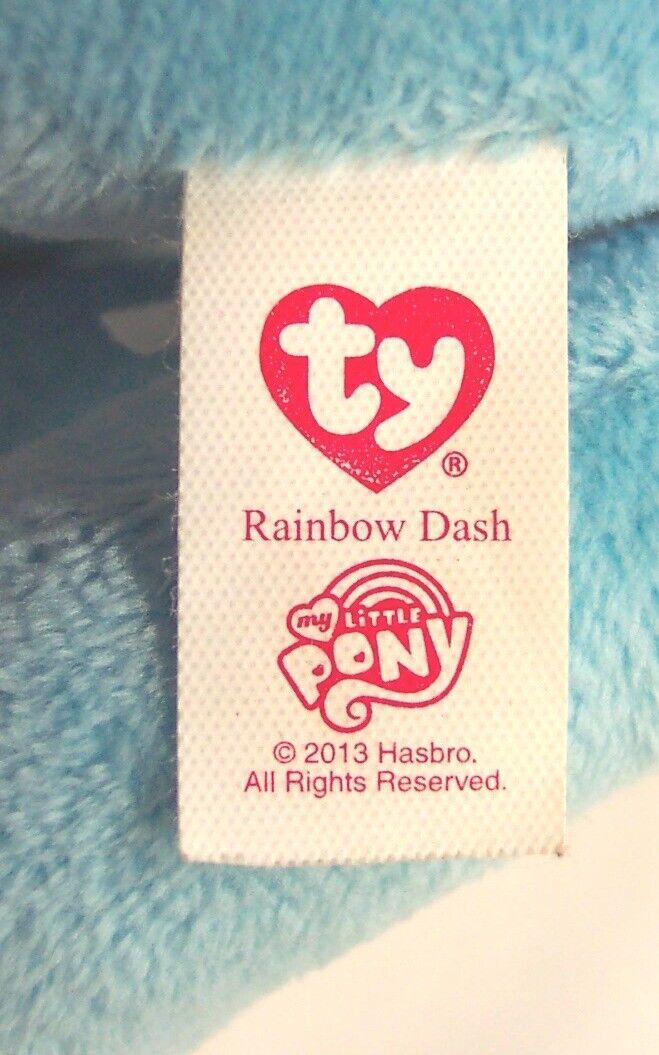 ty®
Rainbow Dash
my LiTTLE
PONY
© 2013 Hasbro.
All Rights Reserved.